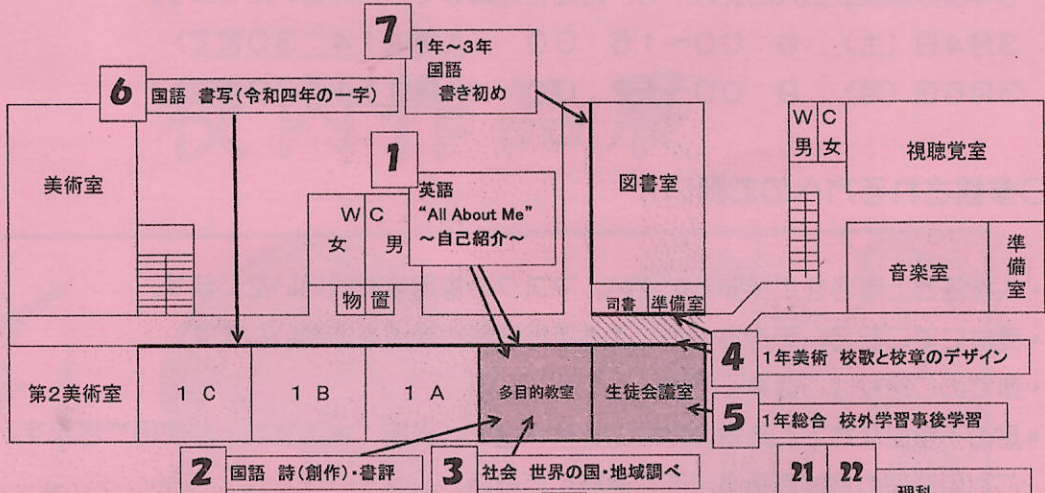 7
1年～3年
国語
書き初め
6
国語 書写(令和四年の一字)
1
英語
"All About Me"
～自己紹介～
美術室
W C
女 男
物置
図書室
司書
準備室
W C
男 女
視聴覚室
音楽室
準備室
4
1年美術 校歌と校章のデザイン
第2美術室
1 C
1 B
1 A
多目的教室
生徒会議室
5
1年総合 校外学習事後学習
2
国語 詩(創作)・書評
3
社会 世界の国・地域調べ
21 22
理科